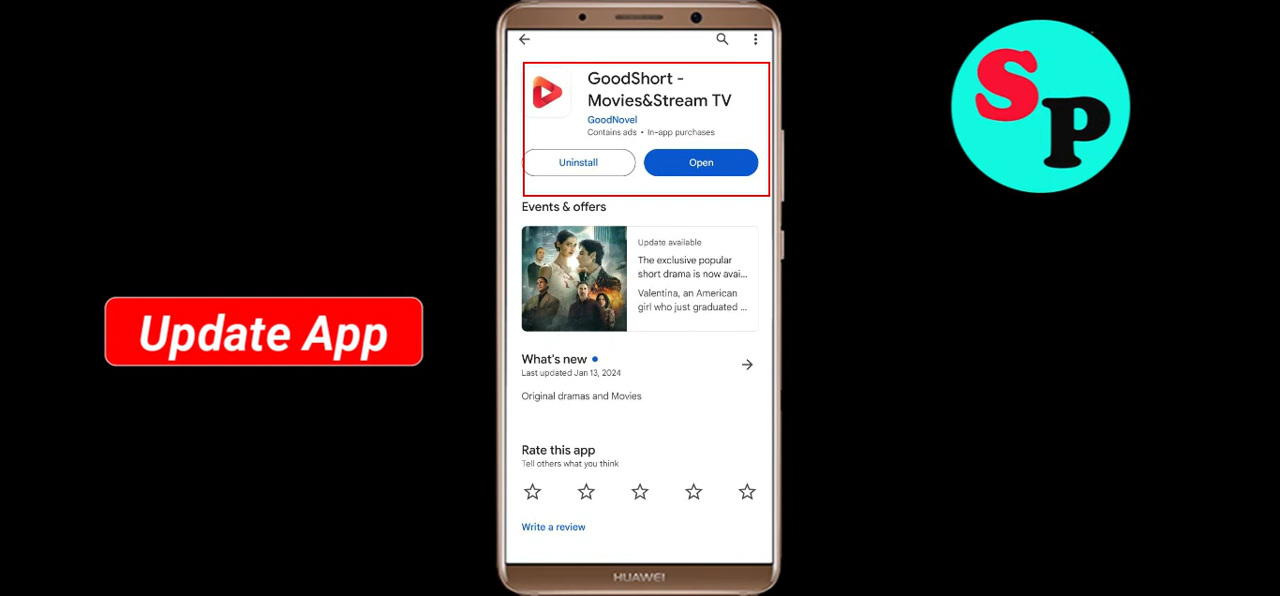 SP
GoodShort -
Movies&Stream TV
GoodNovel
Contains ads • In-app purchases
Uninstall
Open
Events & offers
Update available
The exclusive popular
short drama is now avai...
Valentina, an American
girl who just graduated ...
Update App
What's new
Last updated Jan 13, 2024
Original dramas and Movies
Rate this app
Tell others what you think
Write a review
HUAWEI